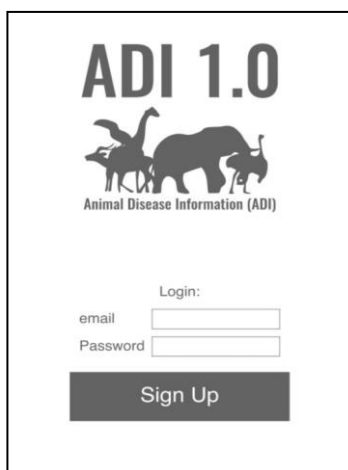 ADI 1.0
Animal Disease Information (ADI)
Login:
email
Password
Sign Up